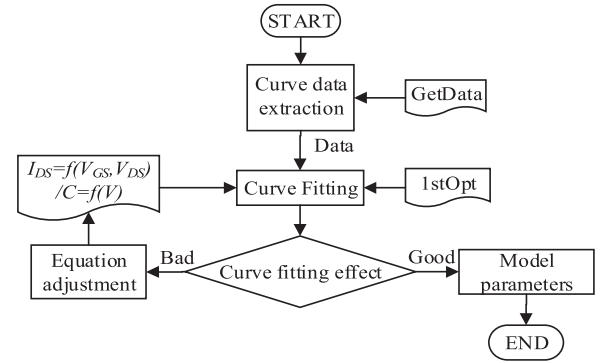 START
Curve data
extraction
GetData
Data
I_DS=f(V_GS,V_DS)
/C=f(V)
Curve Fitting
1stOpt
Equation
adjustment
Bad
Curve fitting effect
Good
Model
parameters
END